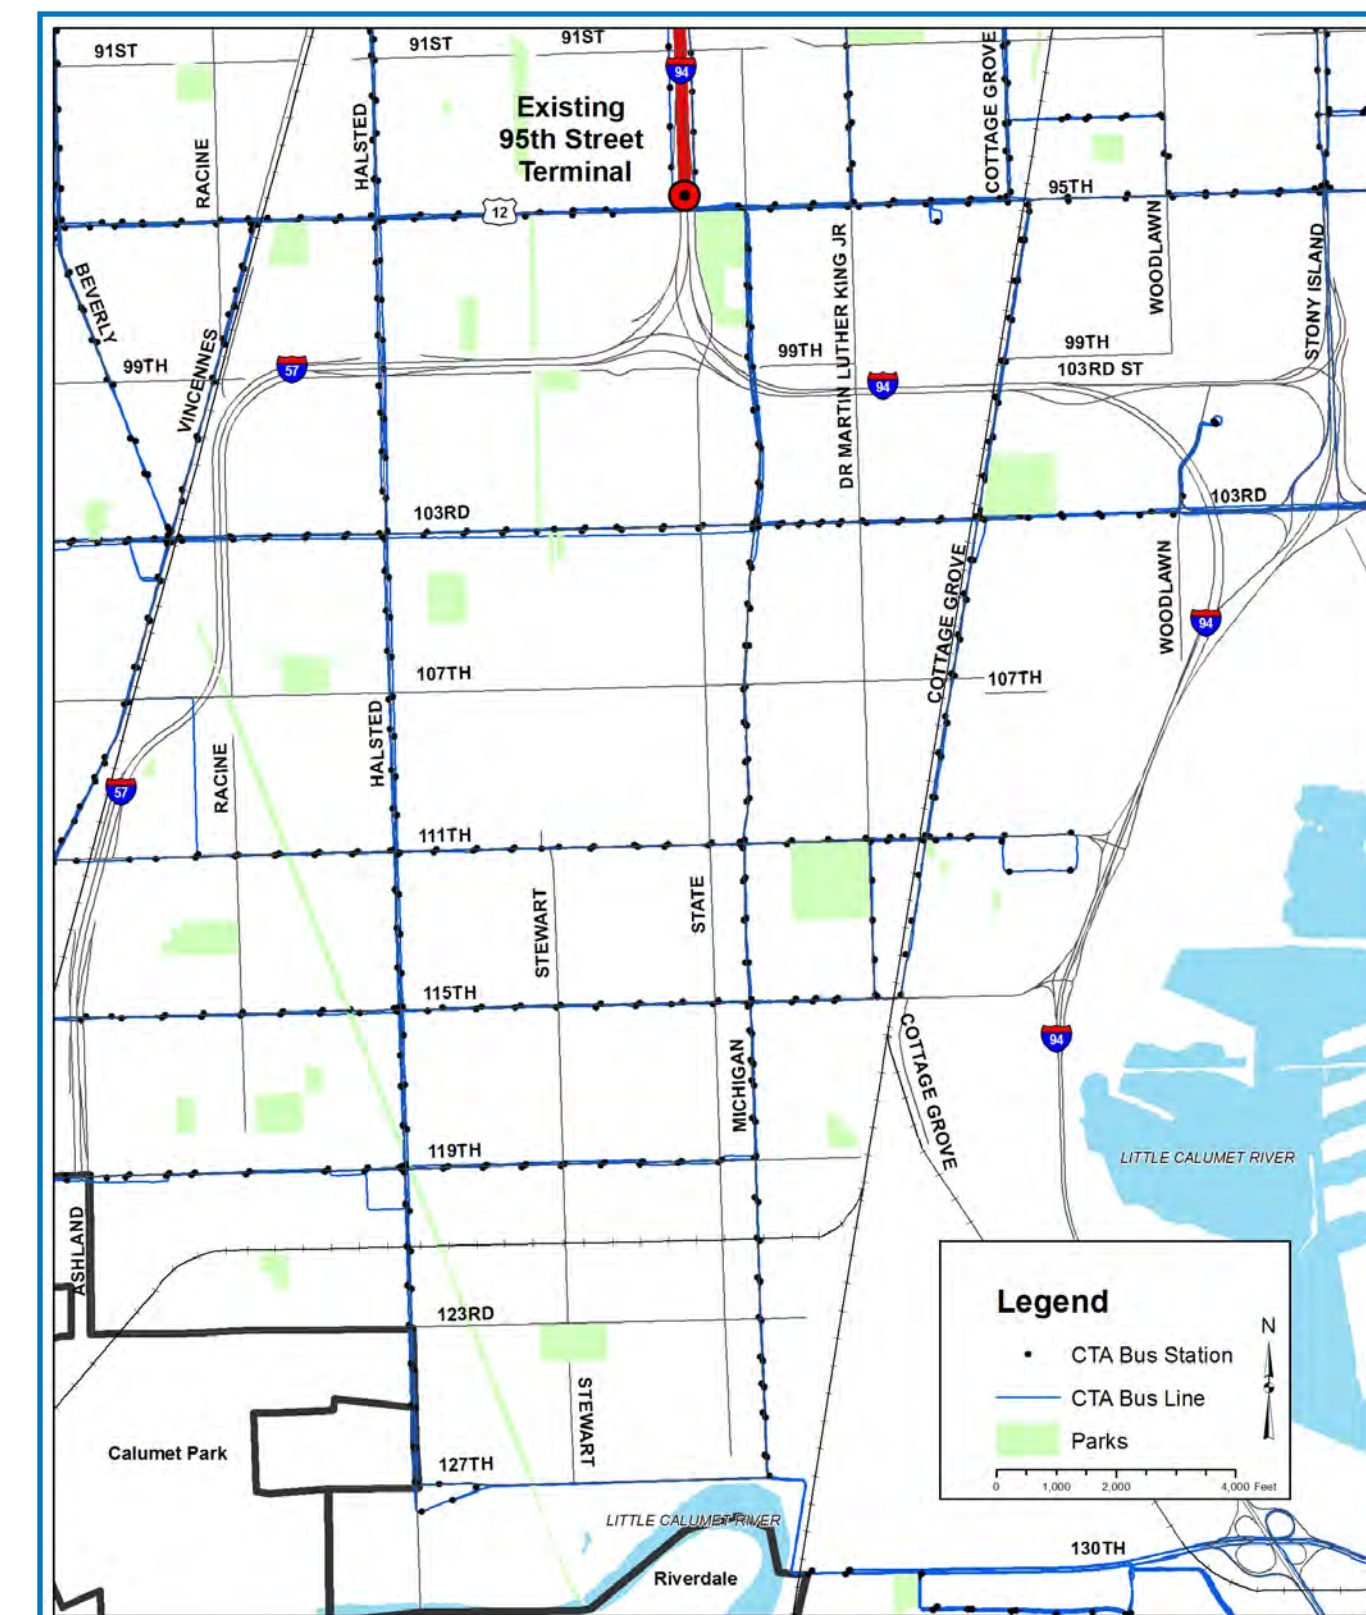 91ST
91ST
91ST
94
COTTAGE GROVE
Existing
95th Street
Terminal
HALSTED
RACINE
95TH
12
WOODLAWN
DR MARTIN LUTHER KING JR
STONY ISLAND
BEVERLY
VINCENNES
99TH
99TH
99TH
103RD ST
57
94
103RD
103RD
COTTAGE GROVE
WOODLAWN
94
107TH
107TH
HALSTED
RACINE
57
111TH
STATE
STEWART
115TH
COTTAGE GROVE
94
MICHIGAN
119TH
LITTLE CALUMET RIVER
ASHLAND
123RD
Legend
N
CTA Bus Station
CTA Bus Line
Parks
0 1,000 2,000 4,000 Feet
STEWART
Calumet Park
127TH
LITTLE CALUMET RIVER
130TH
Riverdale